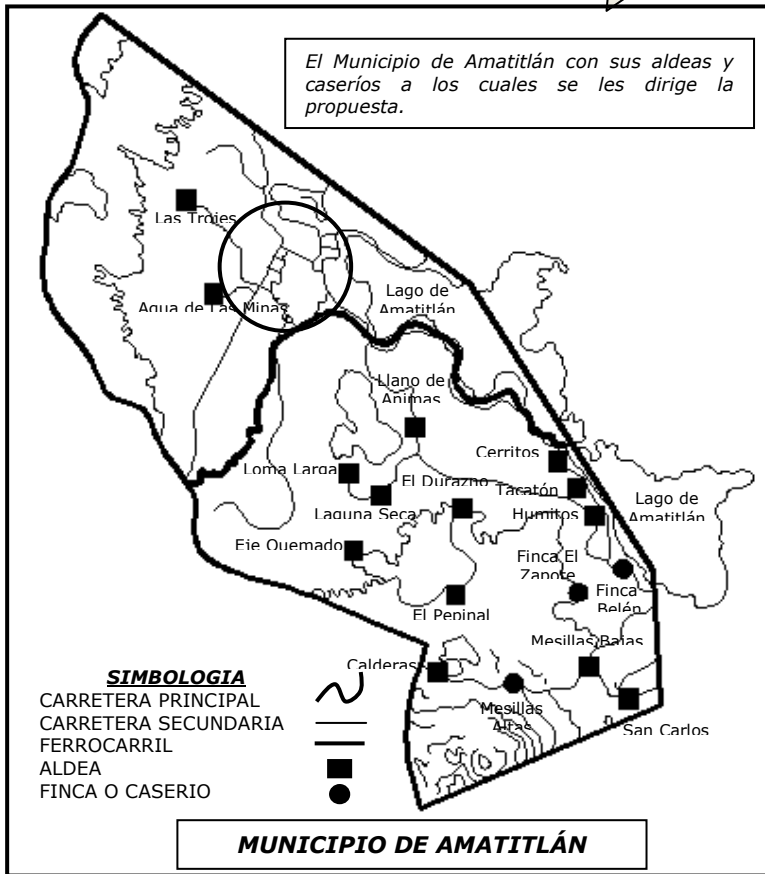 El Municipio de Amatitlán con sus aldeas y
caseríos a los cuales se les dirige la
propuesta.
Las Trojes
Agua de Las Minas
Lago de
Amatitlán
Llano de
Animas
Cerritos
Loma Larga
El Durazno
Tacatón
Lago de
Amatitlán
Laguna Seca
Humitos
Eje Quemado
Finca El
Zapote
Finca
Belén
El Pepinal
Mesillas Bajas
Calderas
Mesillas
Altas
San Carlos
SIMBOLOGIA
CARRETERA PRINCIPAL
CARRETERA SECUNDARIA
FERROCARRIL
ALDEA
FINCA O CASERIO
MUNICIPIO DE AMATITLÁN